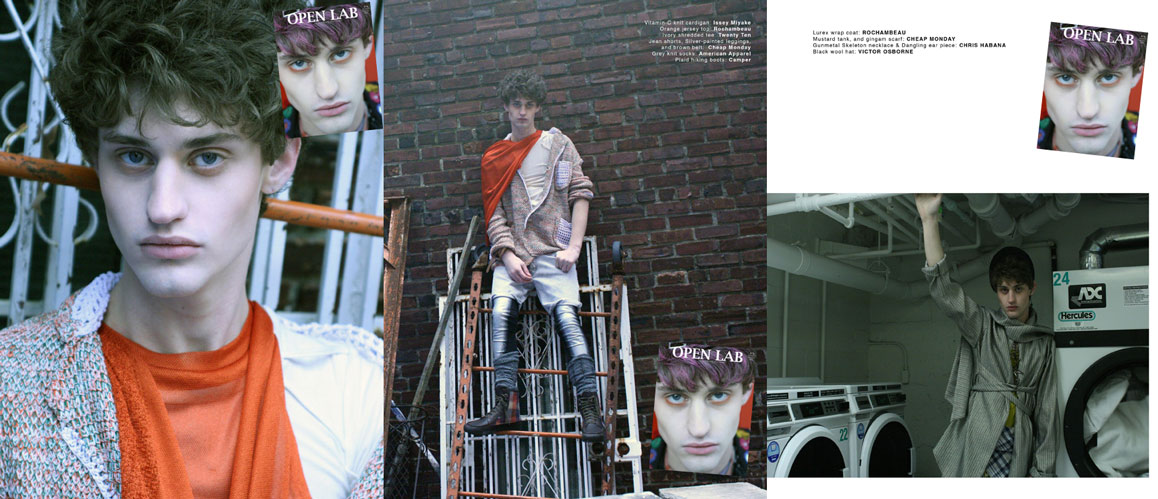 OPEN LAB
Vitamin C knit cardigan: Issey Miyake
Orange jersey top: Rochambeau
Ivory shredded tee: Twenty Ten
Jean shorts, Silver-painted leggings,
and brown belt: Cheap Monday
Grey knit socks: American Apparel
Plaid hiking boots: Camper
OPEN LAB
Lurex wrap coat: ROCHAMBEAU
Mustard tank, and gingam scarf: CHEAP MONDAY
Gunmetal Skeleton necklace & Dangling ear piece: CHRIS HABANA
Black wool hat: VICTOR OSBORNE
OPEN LAB
24
ADC
Hercules
22